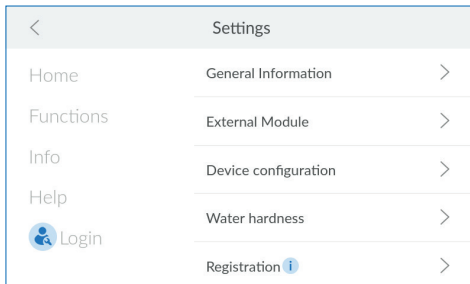 Settings
Home
Functions
Info
Help
Login
General Information
External Module
Device configuration
Water hardness
Registration i